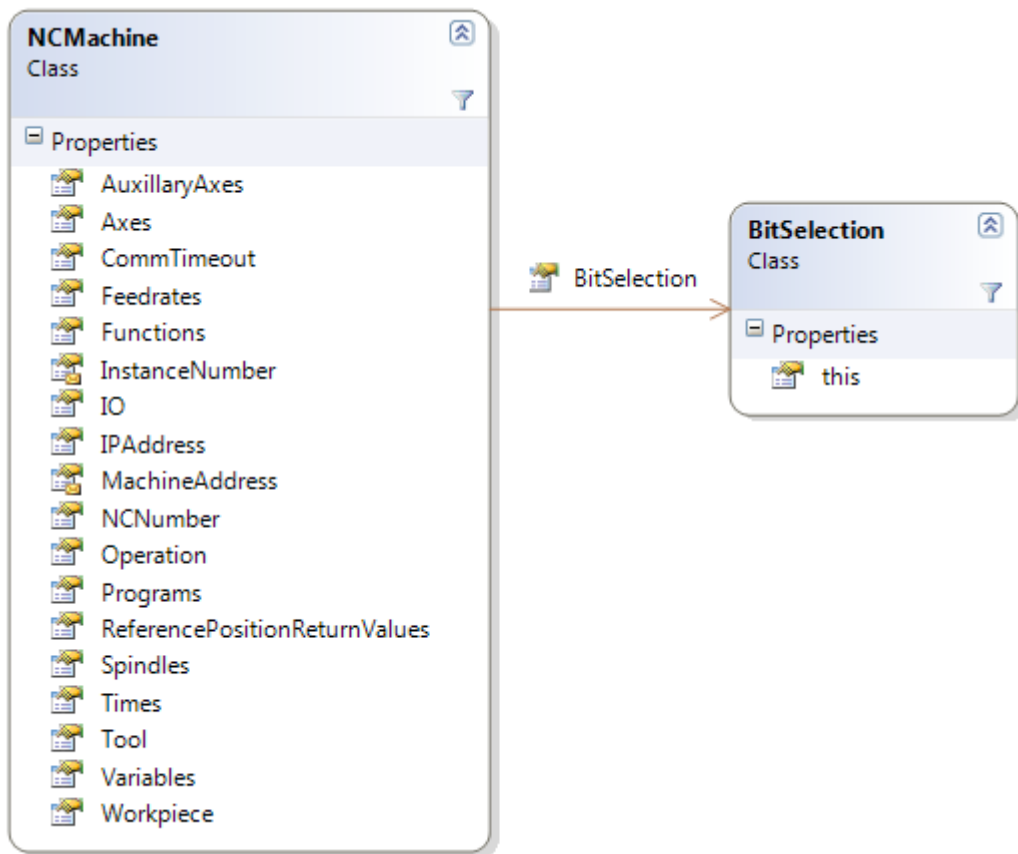 NCMachine
Class
Properties
AuxillaryAxes
Axes
CommTimeout
Feedrates
Functions
InstanceNumber
IO
IPAddress
MachineAddress
NCNumber
Operation
Programs
ReferencePositionReturnValues
Spindles
Times
Tool
Variables
Workpiece
BitSelection
BitSelection
Class
Properties
this